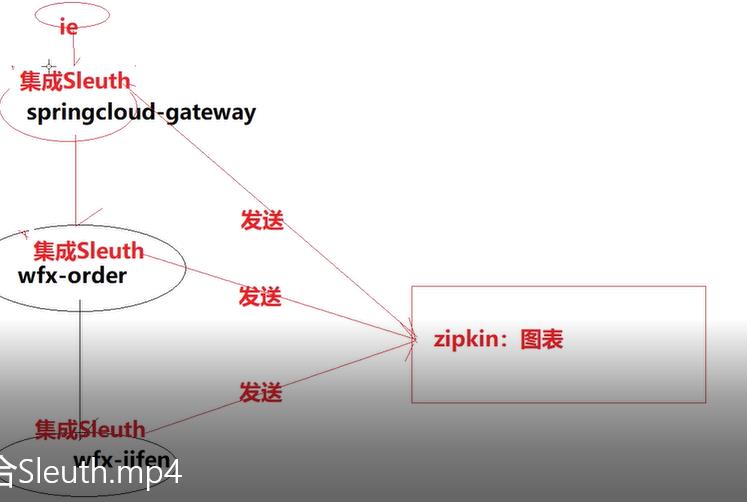 ie
集成Sleuth
springcloud-gateway
发送
集成Sleuth
wfx-order
发送
zipkin：图表
发送
集成Sleuth
wfx-jifen
合Sleuth.mp4